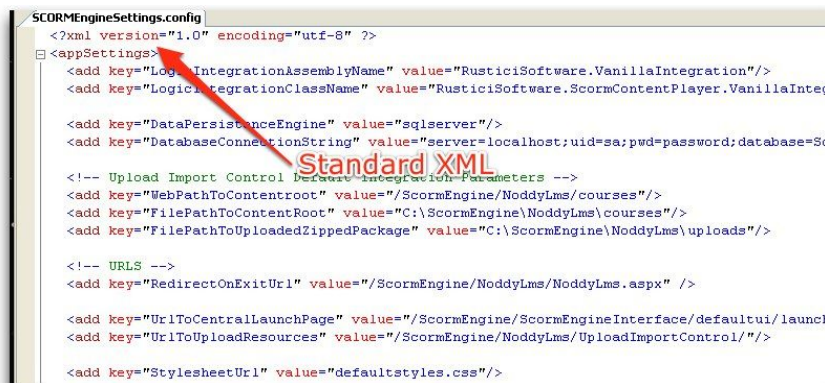 SCORMEngineSettings.config
<?xml version="1.0" encoding="utf-8" ?>
<appSettings>
<add key="LogicIntegrationAssemblyName" value="RusticiSoftware.VanillaIntegration"/>
<add key="LogicIntegrationClassName" value="RusticiSoftware.ScormContentPlayer.VanillaInteg
<add key="DataPersistenceEngine" value="sqlserver"/>
<add key="DatabaseConnectionString" value="server=localhost;uid=sa;pwd=password;database=Sc
Standard XML
<!-- Upload Import Control Default Integration Parameters -->
<add key="WebPathToContentroot" value="/ScormEngine/NoddyLms/courses"/>
<add key="FilePathToContentRoot" value="C:\ScormEngine\NoddyLms\courses"/>
<add key="FilePathToUploadedZippedPackage" value="C:\ScormEngine\NoddyLms\uploads"/>
<!-- URLS -->
<add key="RedirectOnExitUrl" value="/ScormEngine/NoddyLms/NoddyLms.aspx" />
<add key="UrlToCentralLaunchPage" value="/ScormEngine/ScormEngineInterface/defaultui/launch
<add key="UrlToUploadResources" value="/ScormEngine/NoddyLms/UploadImportControl/"/>
<add key="StylesheetUrl" value="defaultstyles.css"/>